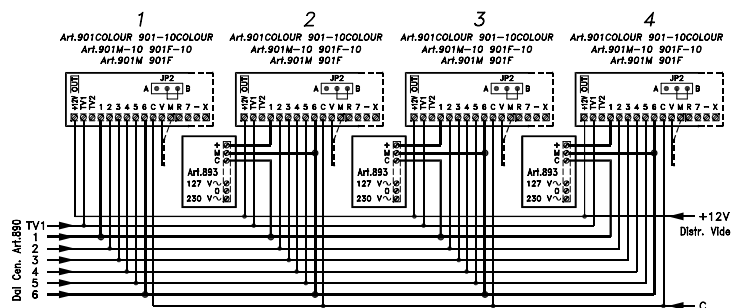 1 2 3 4
Art.901COLOUR 901-10COLOUR Art.901COLOUR 901-10COLOUR Art.901COLOUR 901-10COLOUR Art.901COLOUR 901-10COLOUR
Art.901M-10 901F-10 Art.901M-10 901F-10 Art.901M-10 901F-10 Art.901M-10 901F-10
Art.901M 901F Art.901M 901F Art.901M 901F Art.901M 901F
OUT JP2 OUT JP2 OUT JP2 OUT JP2
A B A B A B A B
+12V TV1 TV2 1 2 3 4 5 6 C V M R 7 - X +12V TV1 TV2 1 2 3 4 5 6 C V M R 7 - X +12V TV1 TV2 1 2 3 4 5 6 C V M R 7 - X +12V TV1 TV2 1 2 3 4 5 6 C V M R 7 - X
+ + +
M M M
C C C
Art.893 Art.893 Art.893
127 V~ 127 V~ 127 V~
0 0 0
230 V~ 230 V~ 230 V~
+12V
Distr. Vide
Dal Cen. Art.890
TV1
1
2
3
4
5
6
C